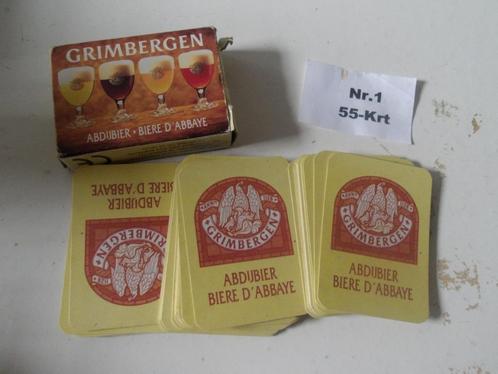 GRIMBERGEN
ABDIJBIER • BIERE D'ABBAYE
Nr.1
55-Krt
ABDIJBIER
BIERE D'ABBAYE
GRIMBERGEN
GRIMBERGEN
ABDIJBIER
BIERE D'ABBAYE
GRIMBERGEN
ABDIJBIER
BIERE D'ABBAYE